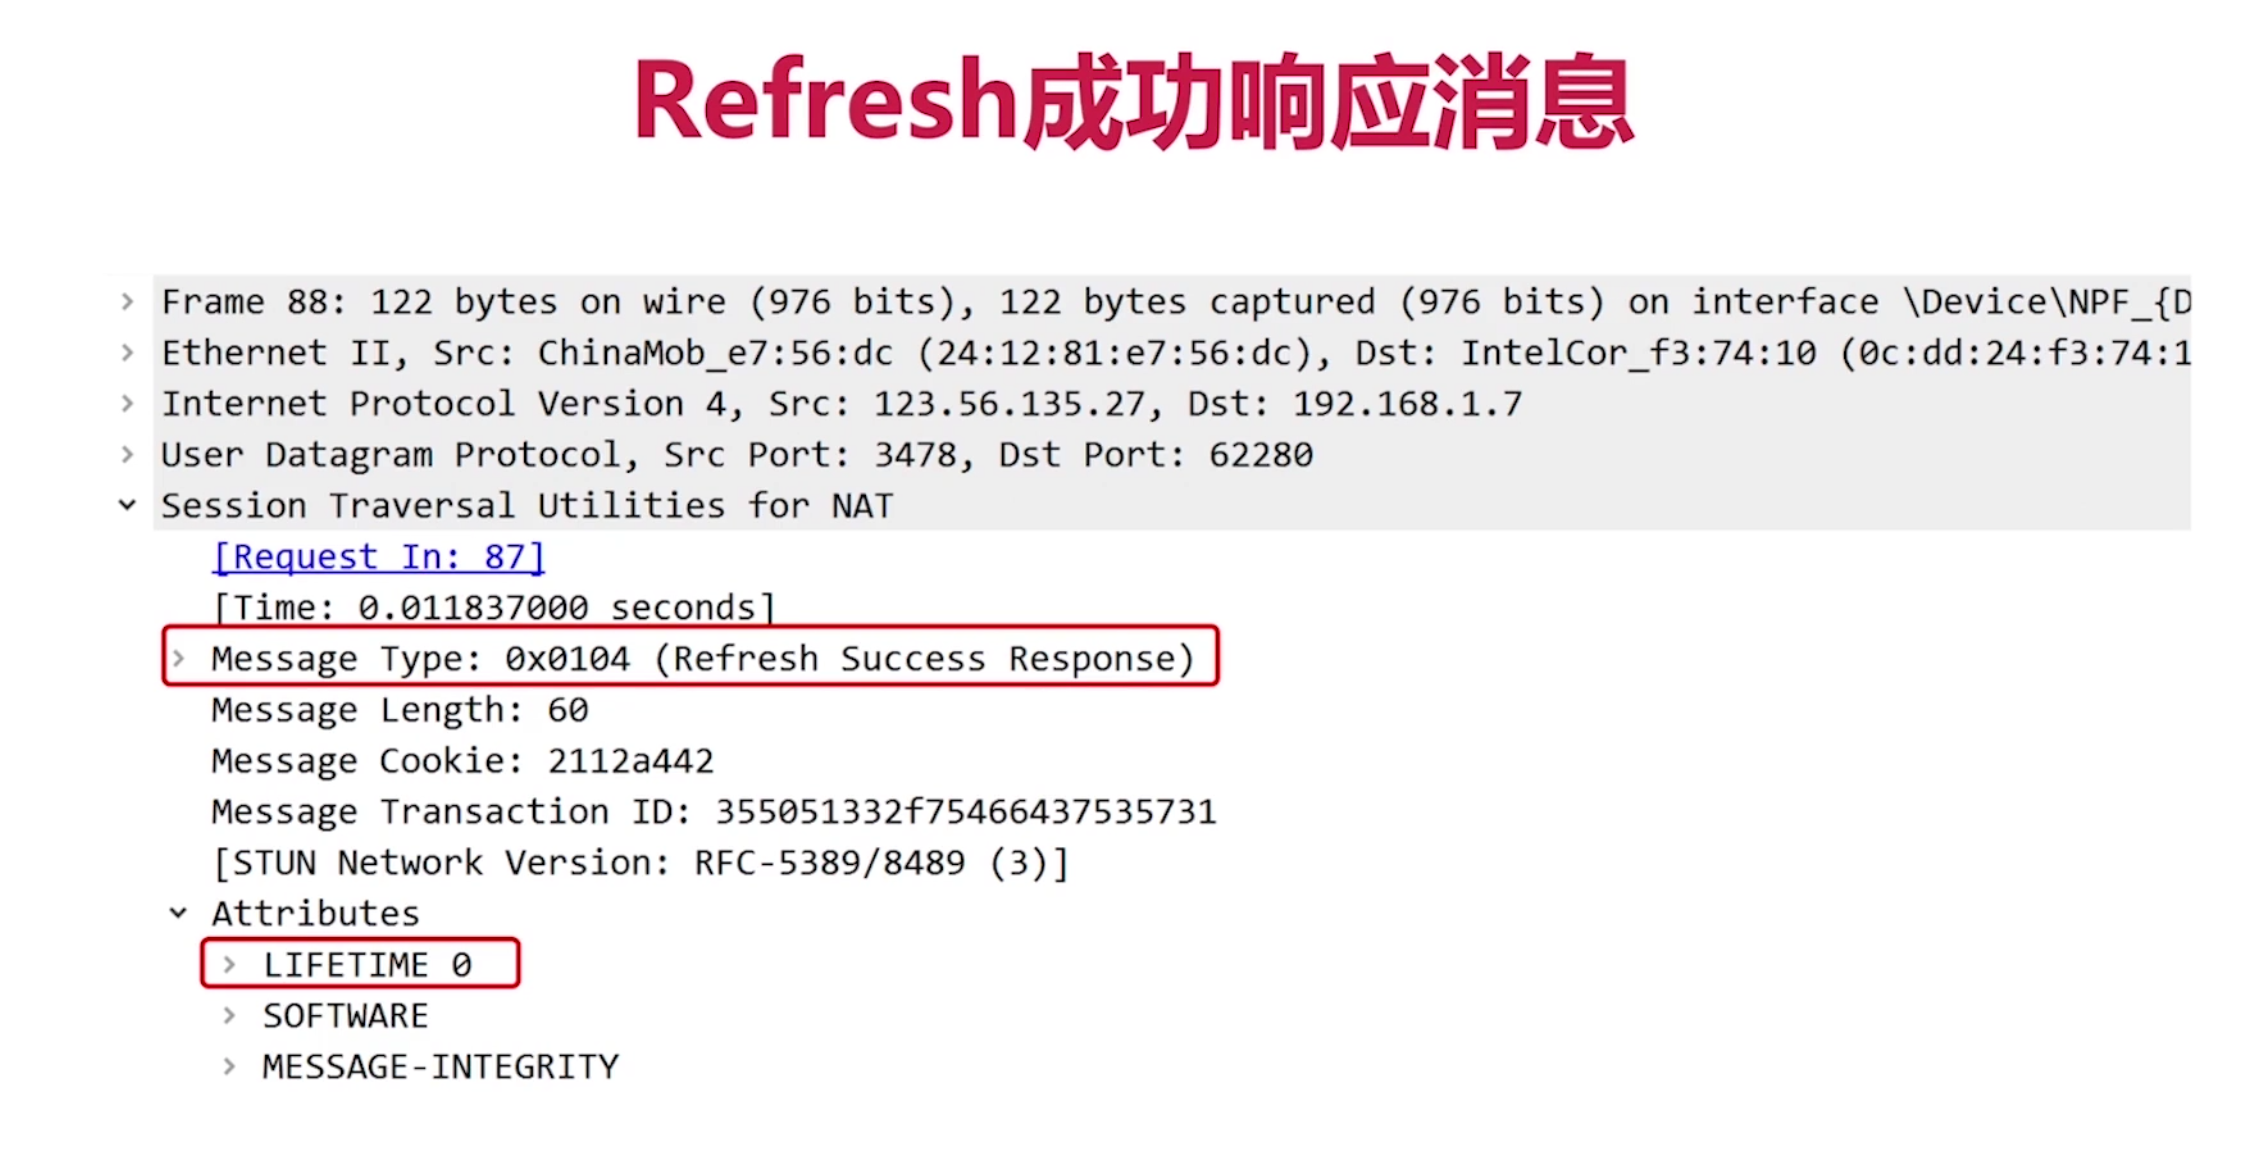 Refresh成功响应消息
Frame 88: 122 bytes on wire (976 bits), 122 bytes captured (976 bits) on interface \Device\NPF_{D
Ethernet II, Src: ChinaMob_e7:56:dc (24:12:81:e7:56:dc), Dst: IntelCor_f3:74:10 (0c:dd:24:f3:74:1
Internet Protocol Version 4, Src: 123.56.135.27, Dst: 192.168.1.7
User Datagram Protocol, Src Port: 3478, Dst Port: 62280
Session Traversal Utilities for NAT
[Request In: 87]
[Time: 0.011837000 seconds]
Message Type: 0x0104 (Refresh Success Response)
Message Length: 60
Message Cookie: 2112a442
Message Transaction ID: 355051332f75466437535731
[STUN Network Version: RFC-5389/8489 (3)]
Attributes
LIFETIME 0
SOFTWARE
MESSAGE-INTEGRITY